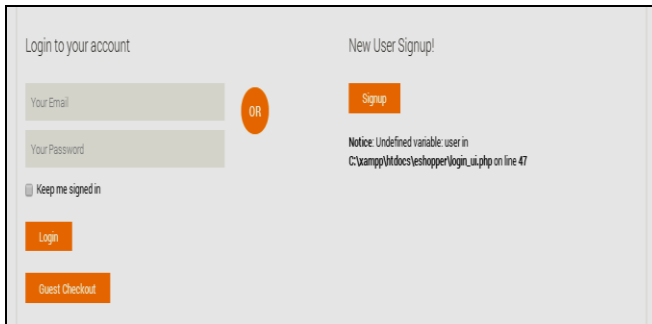 Login to your account
Your Email
Your Password
Keep me signed in
Login
Guest Checkout
OR
New User Signup!
Signup
Notice: Undefined variable: user in
C:\xampp\htdocs\eshopper\login_ui.php on line 47